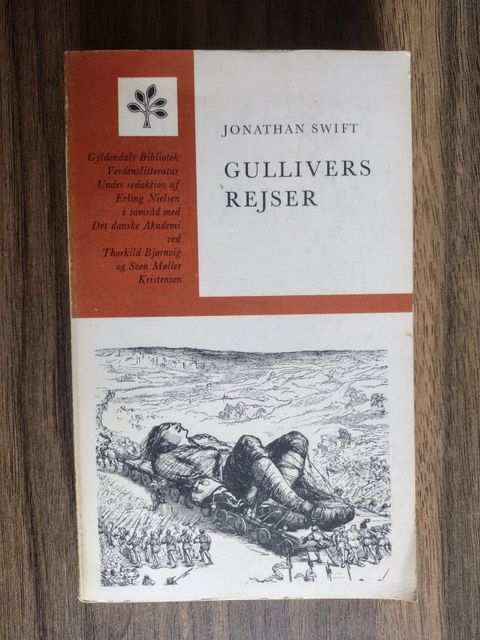 Gyldendals Bibliotek
Verdenslitteratur
Under redaktion af
Erling Nielsen
i samråd med
Det danske Akademi
ved
Thorkild Bjørnvig
og Sven Møller
Kristensen
JONATHAN SWIFT
GULLIVERS
REJSER